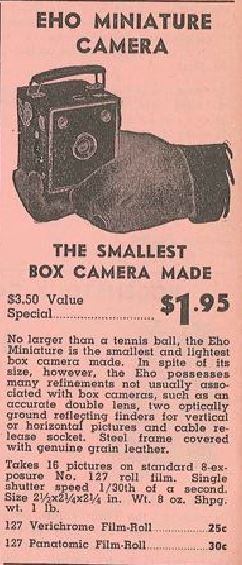 EHO MINIATURE
CAMERA
THE SMALLEST
BOX CAMERA MADE
$3.50 Value
Special.............................. $1.95
No larger than a tennis ball, the Eho
Miniature is the smallest and lightest
box camera made. In spite of its
size, however, the Eho possesses
many refinements not usually asso-
ciated with box cameras, such as an
accurate double lens, two optically
ground reflecting finders for vertical
or horizontal pictures and cable re-
lease socket. Steel frame covered
with genuine grain leather.
Takes 16 pictures on standard 8-ex-
posure No. 127 roll film. Single
shutter speed 1/30th of a second.
Size 2½x2¼x2¼ in. Wt. 8 oz. Shpg.
wt. 1 lb.
127 Verichrome Film-Roll................25c
127 Panatomic Film-Roll................30c